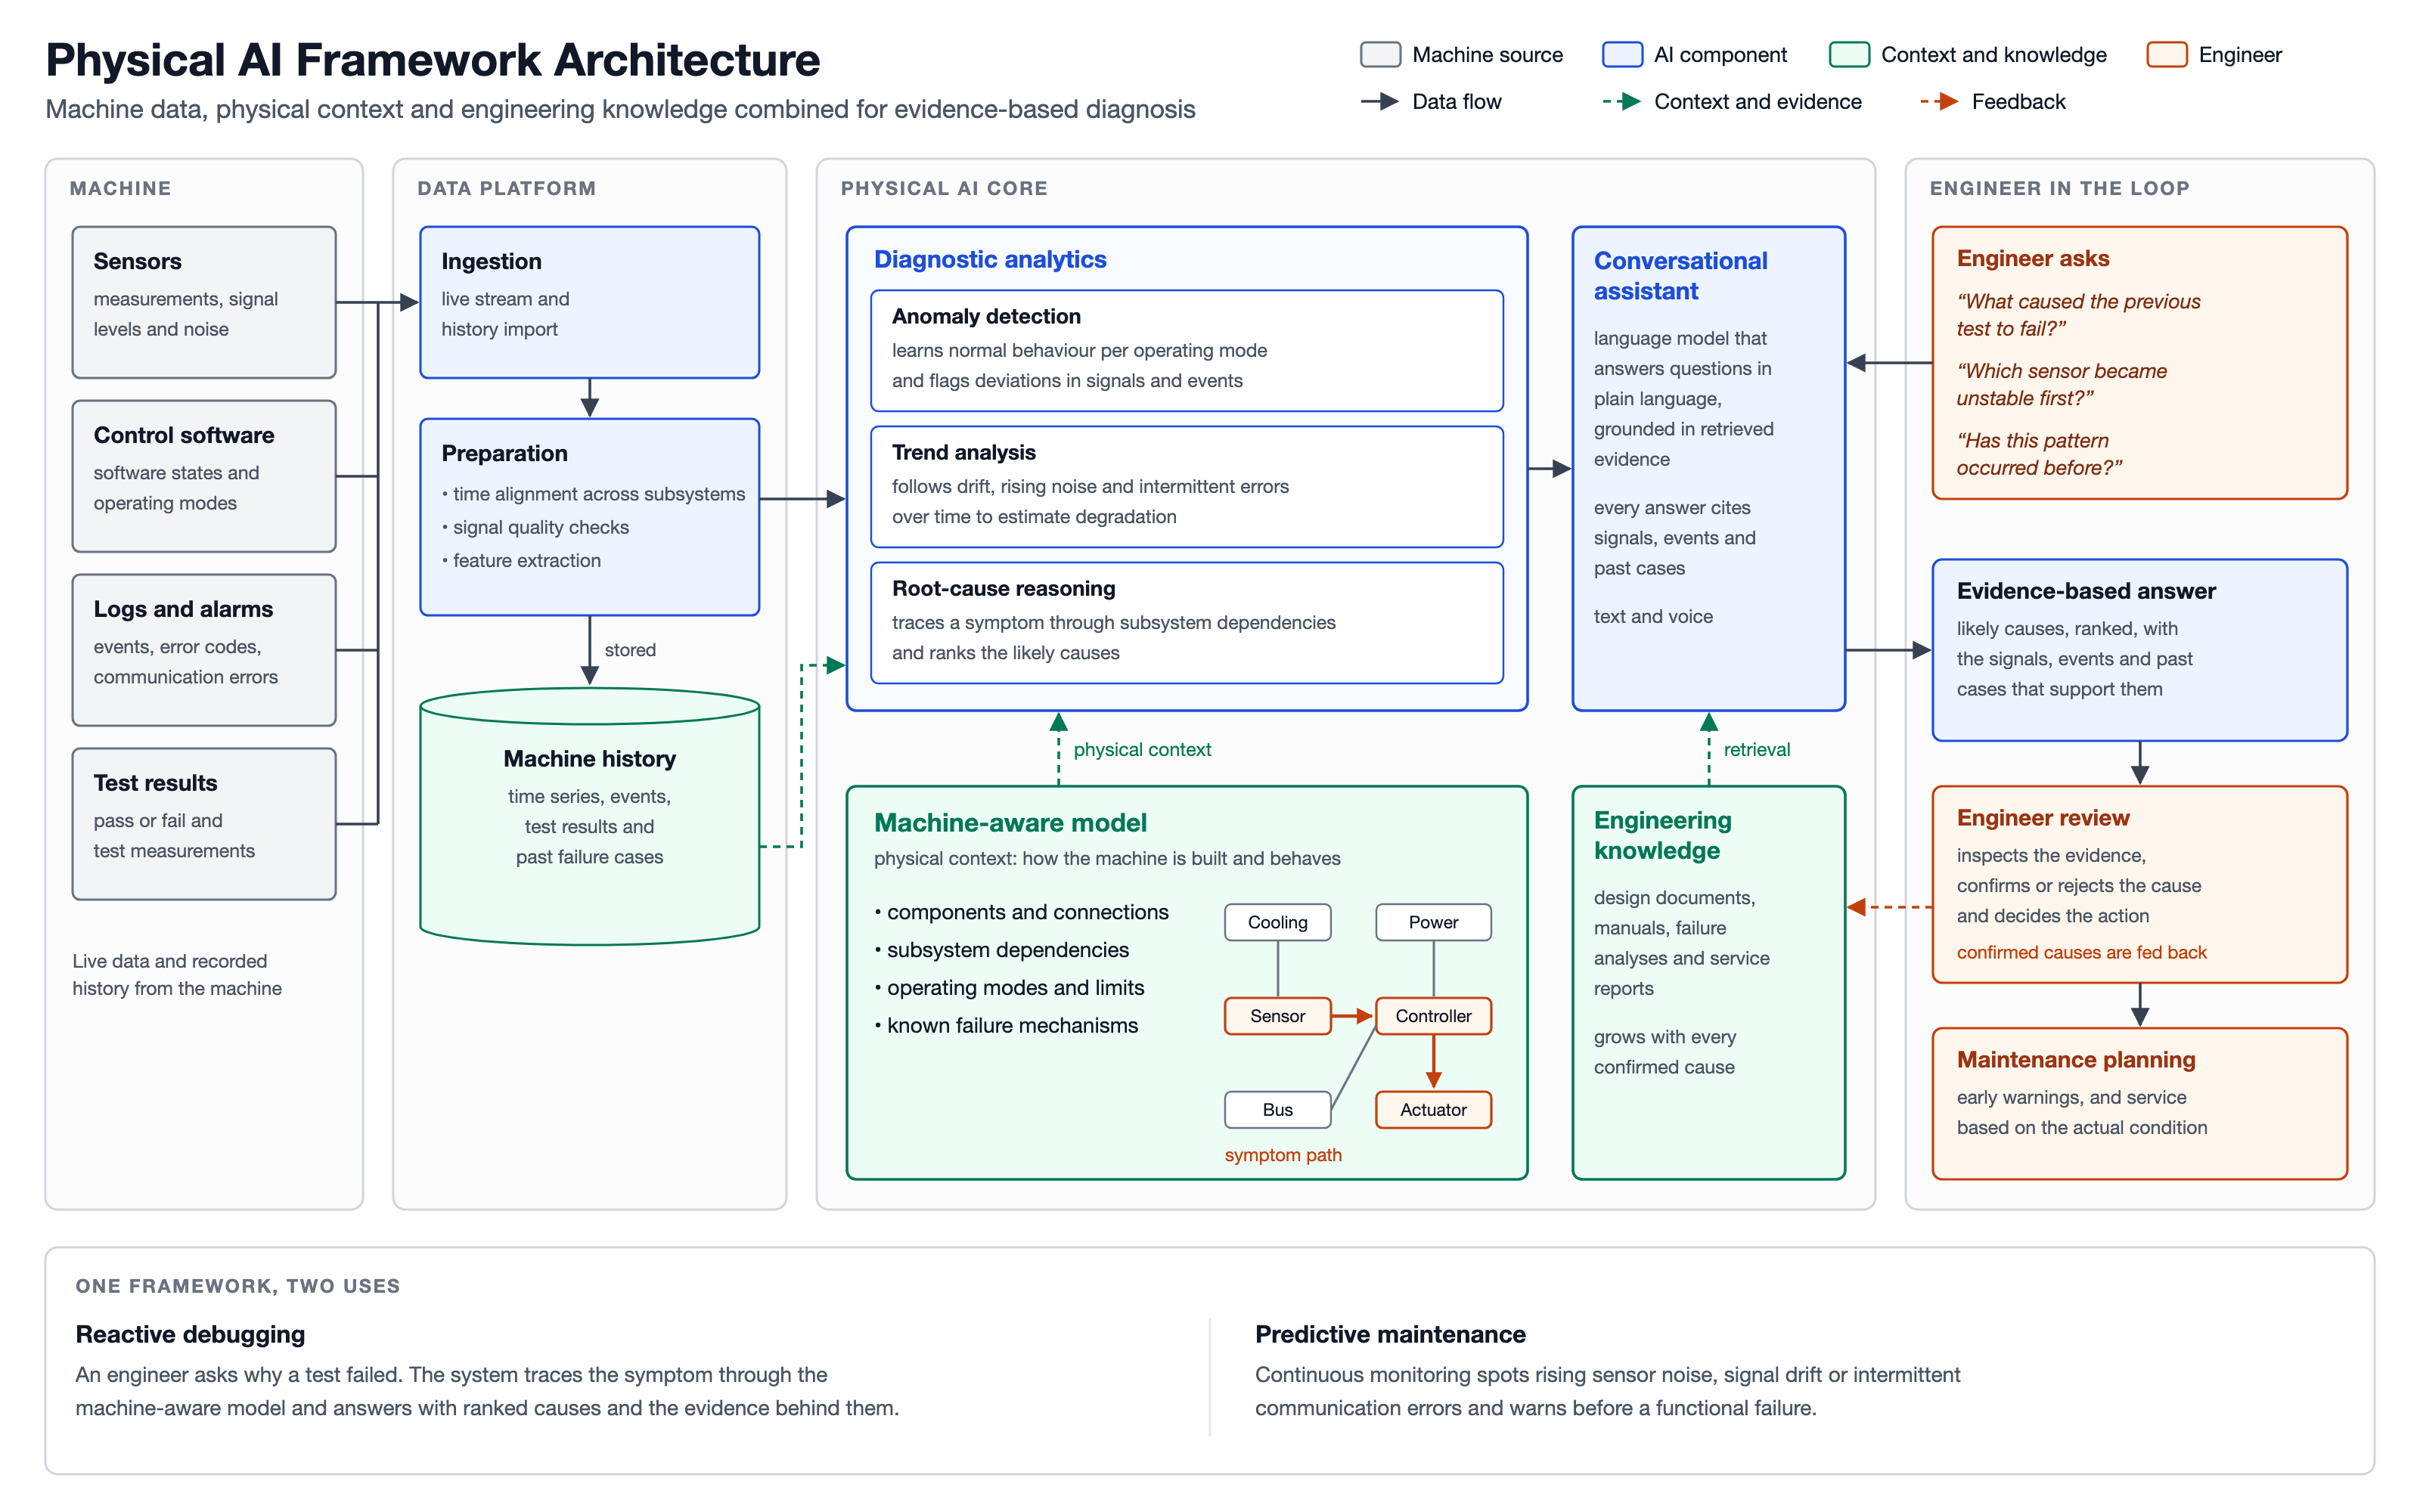 Physical AI Framework Architecture
Machine data, physical context and engineering knowledge combined for evidence-based diagnosis
Machine source
AI component
Context and knowledge
Engineer
Data flow
Context and evidence
Feedback
MACHINE
Sensors
measurements, signal
levels and noise
Control software
software states and
operating modes
Logs and alarms
events, error codes,
communication errors
Test results
pass or fail and
test measurements
Live data and recorded
history from the machine
DATA PLATFORM
Ingestion
live stream and
history import
Preparation
• time alignment across subsystems
• signal quality checks
• feature extraction
stored
Machine history
time series, events,
test results and
past failure cases
PHYSICAL AI CORE
Diagnostic analytics
Anomaly detection
learns normal behaviour per operating mode
and flags deviations in signals and events
Trend analysis
follows drift, rising noise and intermittent errors
over time to estimate degradation
Root-cause reasoning
traces a symptom through subsystem dependencies
and ranks the likely causes
physical context
Machine-aware model
physical context: how the machine is built and behaves
• components and connections
• subsystem dependencies
• operating modes and limits
• known failure mechanisms
Cooling
Power
Sensor
Controller
Bus
Actuator
symptom path
Conversational
assistant
language model that
answers questions in
plain language,
grounded in retrieved
evidence
every answer cites
signals, events and
past cases
text and voice
retrieval
Engineering
knowledge
design documents,
manuals, failure
analyses and service
reports
grows with every
confirmed cause
ENGINEER IN THE LOOP
Engineer asks
“What caused the previous
test to fail?”
“Which sensor became
unstable first?”
“Has this pattern
occurred before?”
Evidence-based answer
likely causes, ranked, with
the signals, events and past
cases that support them
Engineer review
inspects the evidence,
confirms or rejects the cause
and decides the action
confirmed causes are fed back
Maintenance planning
early warnings, and service
based on the actual condition
ONE FRAMEWORK, TWO USES
Reactive debugging
An engineer asks why a test failed. The system traces the symptom through the
machine-aware model and answers with ranked causes and the evidence behind them.
Predictive maintenance
Continuous monitoring spots rising sensor noise, signal drift or intermittent
communication errors and warns before a functional failure.